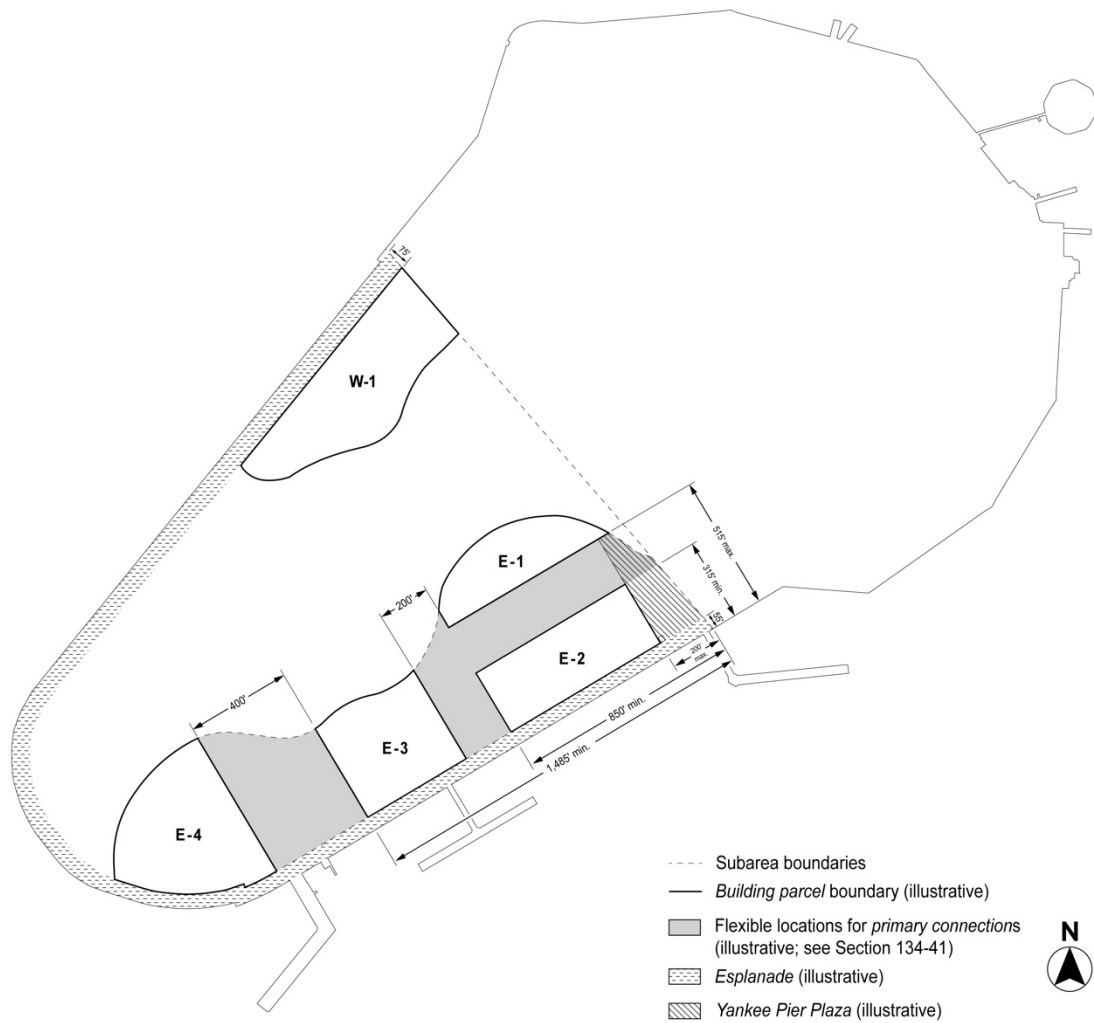 75'
W-1
515' max.
E-1
315' min.
200'
55'
E-2
200'
max.
400'
850' min.
E-3
1,485' min.
E-4
Subarea boundaries
Building parcel boundary (illustrative)
Flexible locations for primary connections
(illustrative; see Section 134-41)
Esplanade (illustrative)
Yankee Pier Plaza (illustrative)
N